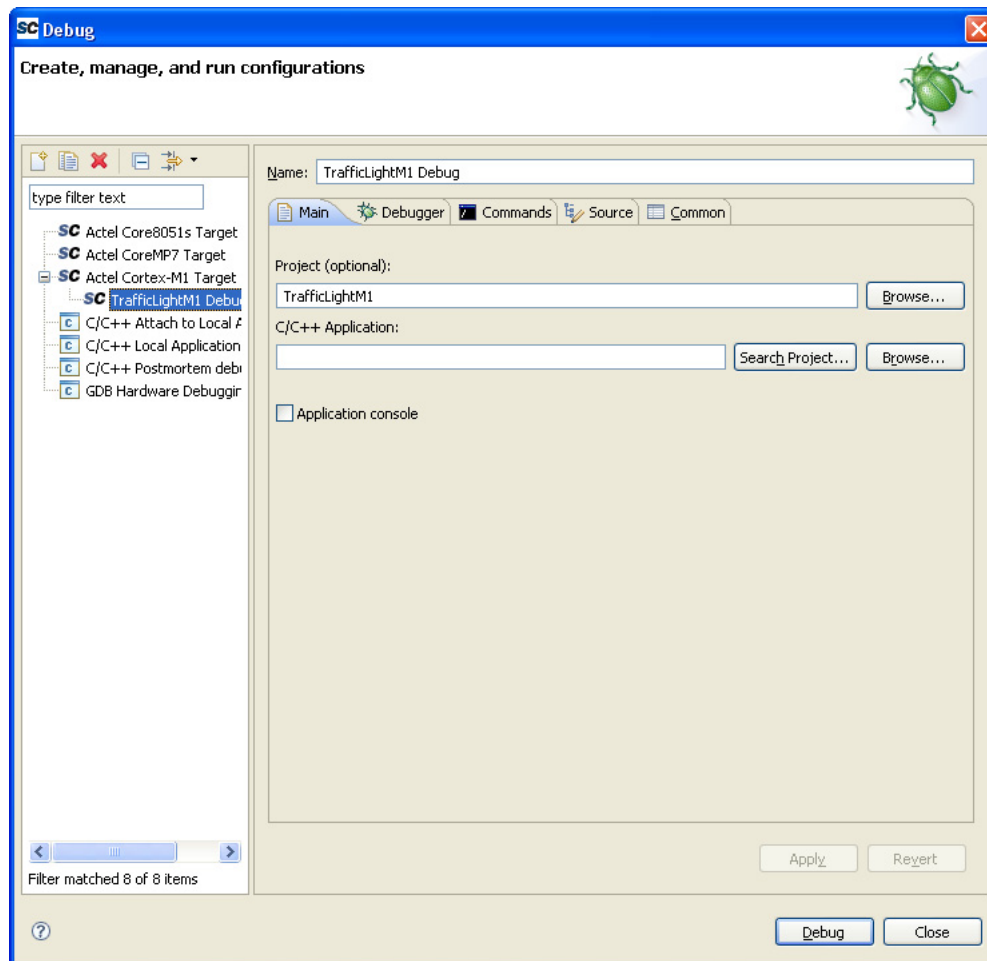 SC Debug
Create, manage, and run configurations
type filter text
SC Actel Core8051s Target
SC Actel CoreMP7 Target
SC Actel Cortex-M1 Target
SC TrafficLightM1 Debu
C C/C++ Attach to Local A
C C/C++ Local Application
C C/C++ Postmortem debu
C GDB Hardware Debuggin
Filter matched 8 of 8 items
Name: TrafficLightM1 Debug
Main Debugger Commands Source Common
Project (optional):
TrafficLightM1 Browse...
C/C++ Application:
Search Project... Browse...
Application console
Apply Revert
? Debug Close